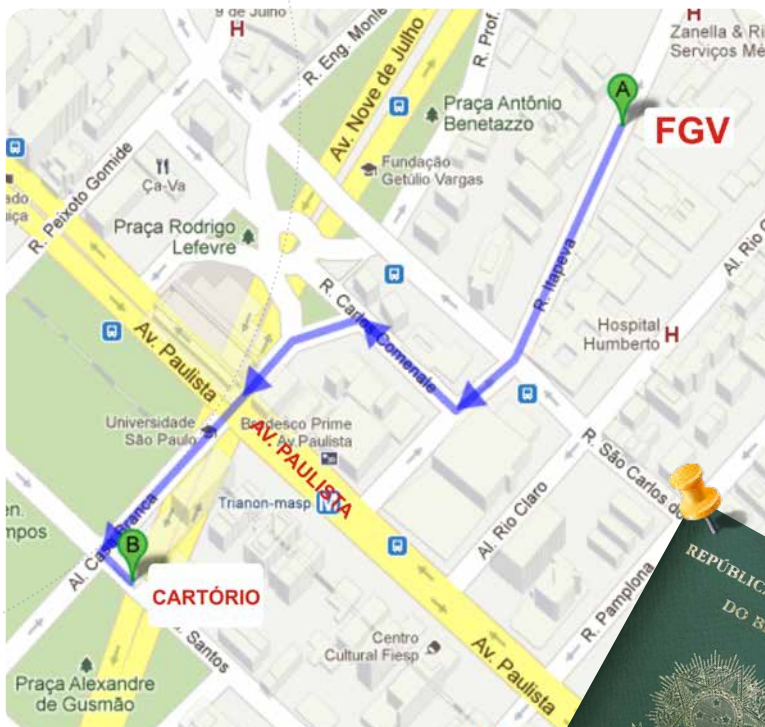 9 de Julho
H
R. Eng. Monle
R. Prof.
H
Zanella & Ri
Serviços Mé
Av. Nove de Julho
Praça Antônio
Benetazzo
A
FGV
Fundação
Getúlio Vargas
Ça-Va
R. Peixoto Gomide
Praça Rodrigo
Lefevre
R. Itapeva
Al. Rio C
R. Carlos Comenale
Hospital
Humberto
H
Av. Paulista
Universidade
São Paulo
Bradesco Prime
Av.Paulista
AV. PAULISTA
R. São Carlos do
Trianon-masp
M
Al. Casa Branca
Al. Rio Claro
B
CARTÓRIO
Santos
R. Pamplona
Centro
Cultural Fiesp
Av. Paulista
Praça Alexandre
de Gusmão
REPÚBLIC
DO B